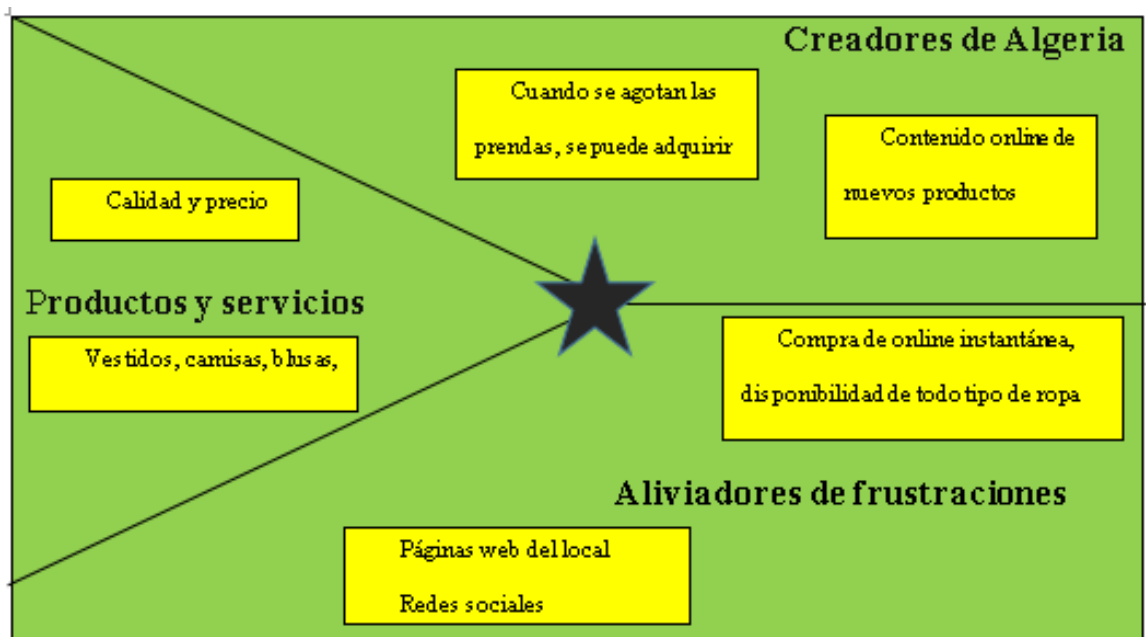 Creadores de Algeria
Cuando se agotan las
prendas, se puede adquirir
Contenido online de
nuevos productos
Calidad y precio
Productos y servicios
Vestidos, camisas, blusas,
Compra de online instantánea,
disponibilidad de todo tipo de ropa
Aliviadores de frustraciones
Páginas web del local
Redes sociales